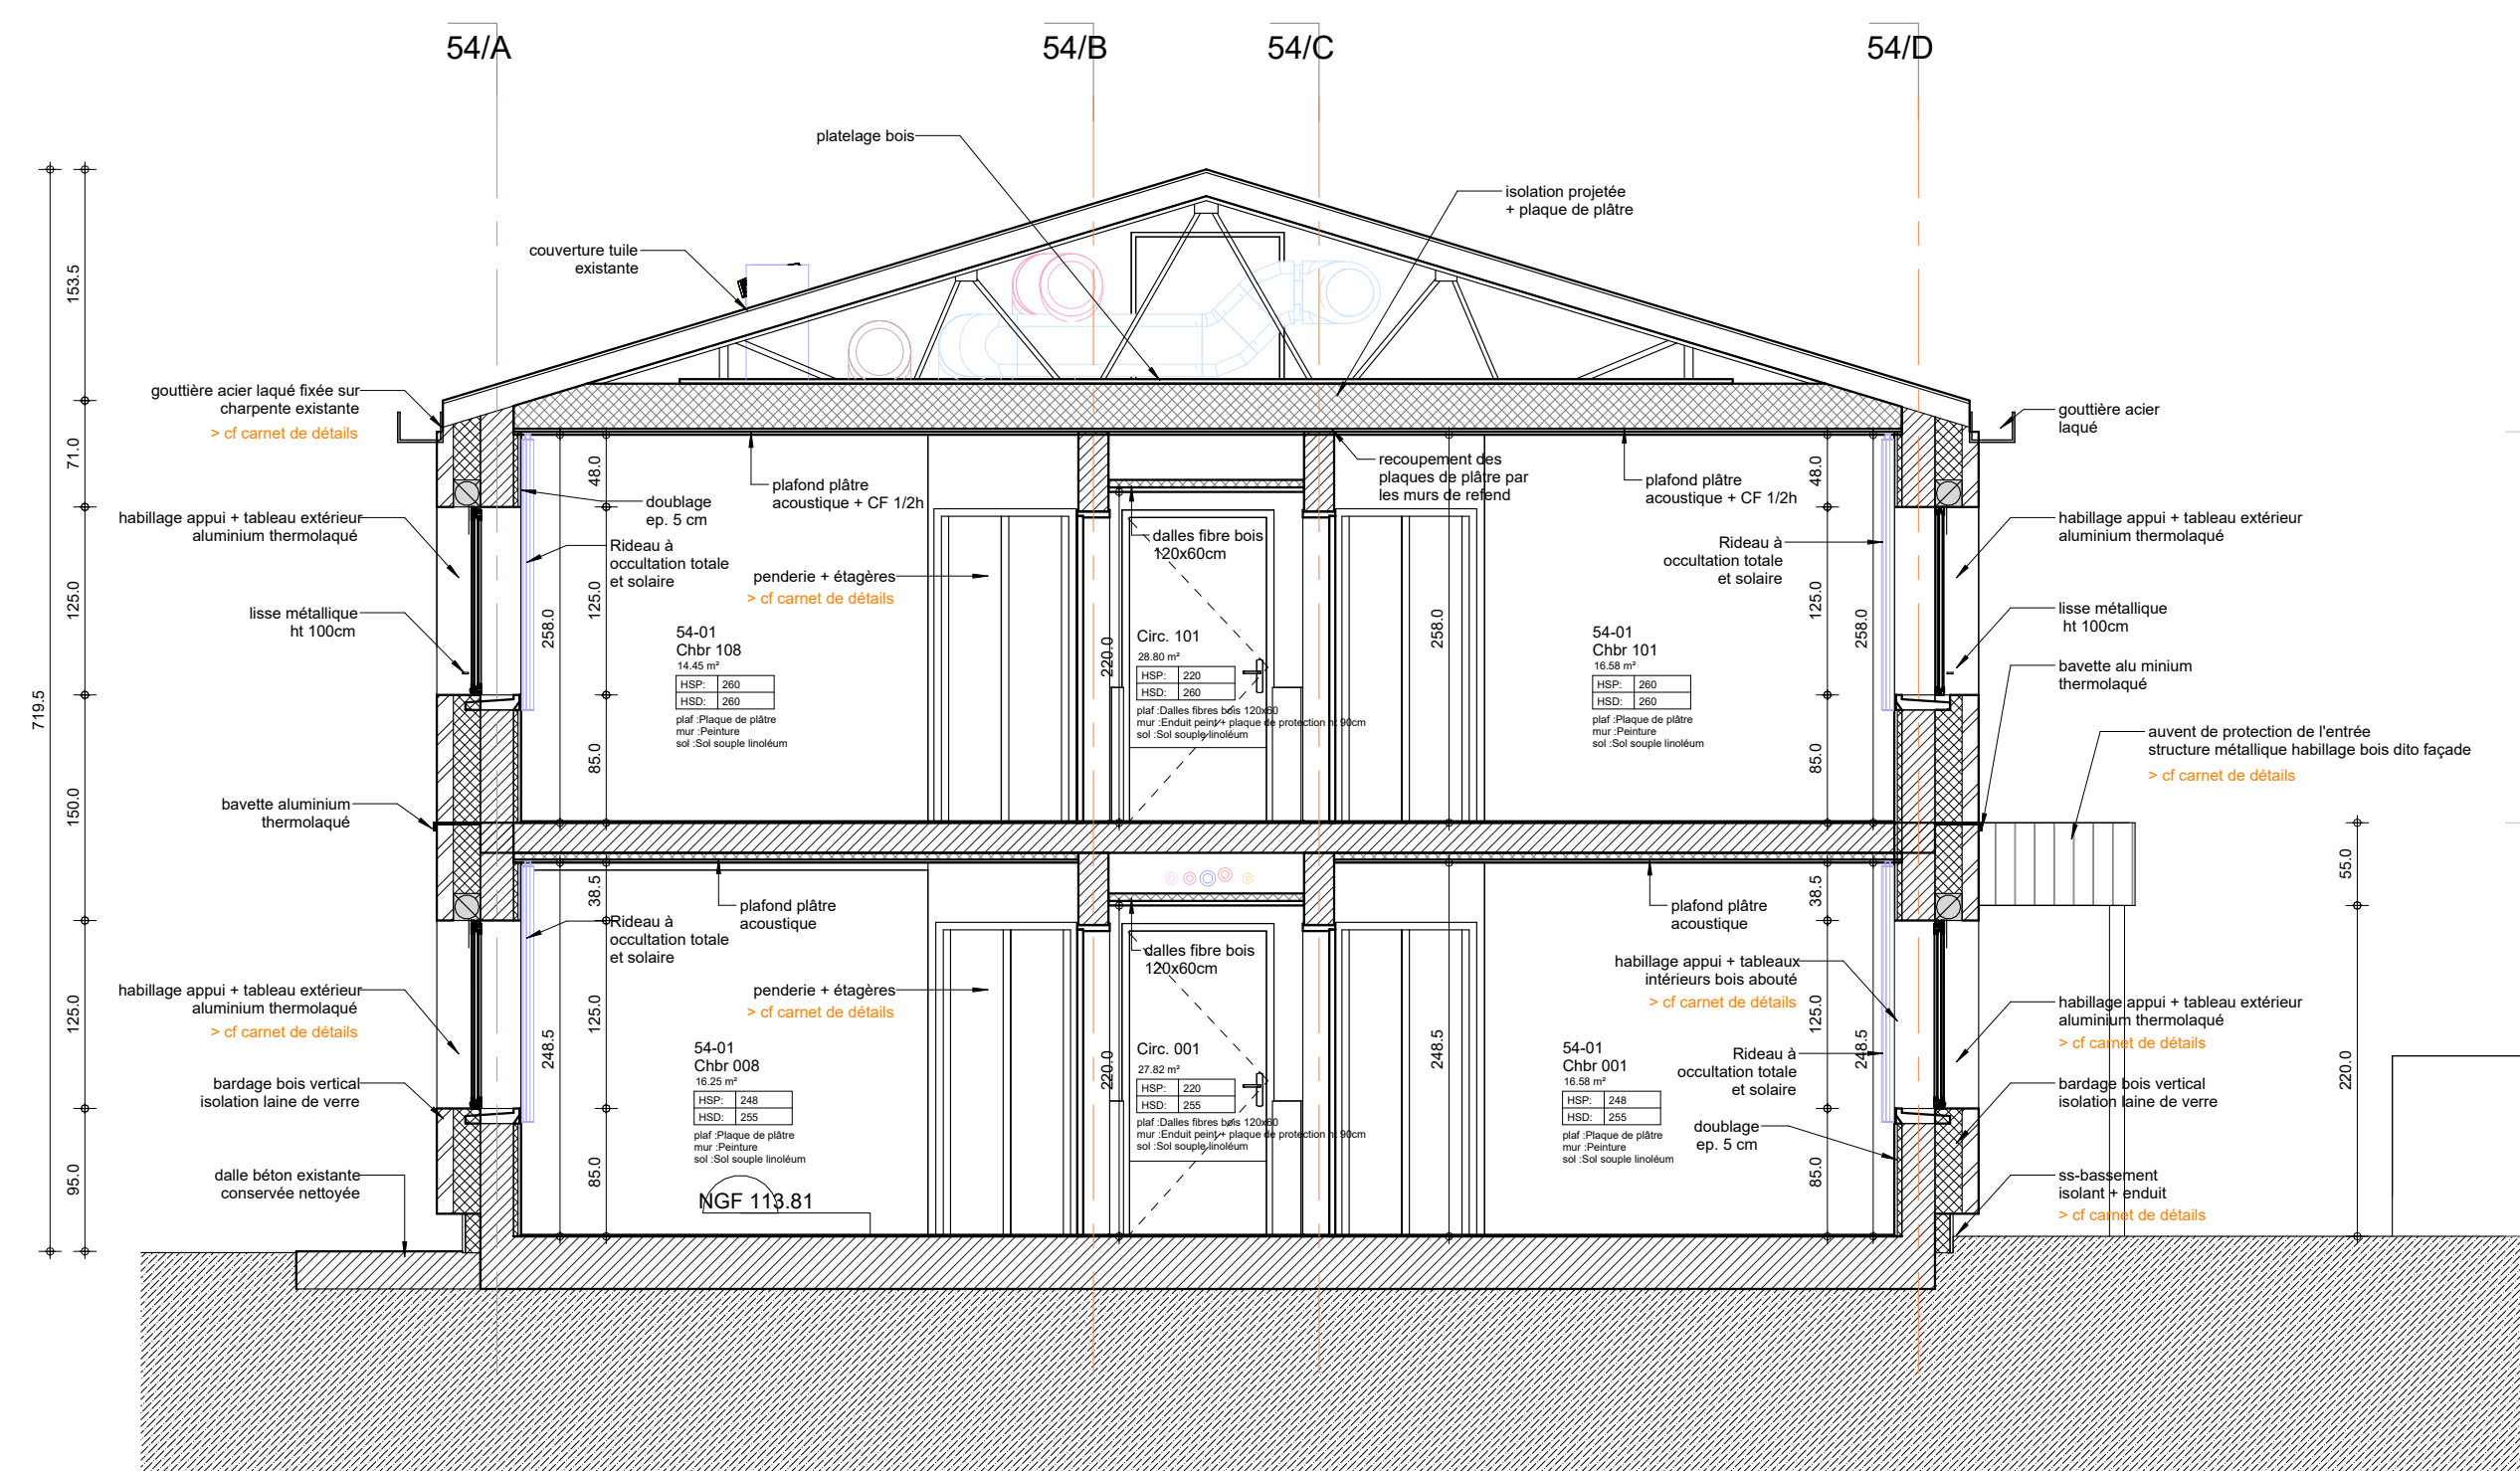 54/A
54/B
54/C
54/D
platelage bois
isolation projetée
+ plaque de plâtre
couverture tuile
existante
gouttière acier laqué fixée sur
charpente existante
> cf carnet de détails
gouttière acier
laqué
719.5
153.5
71.0
125.0
150.0
125.0
95.0
habillage appui + tableau extérieur
aluminium thermolaqué
lisse métallique
ht 100cm
bavette aluminium
thermolaqué
habillage appui + tableau extérieur
aluminium thermolaqué
> cf carnet de détails
bardage bois vertical
isolation laine de verre
dalle béton existante
conservée nettoyée
48.0
125.0
85.0
258.0
doublage
ep. 5 cm
Rideau à
occultation totale
et solaire
plafond plâtre
acoustique + CF 1/2h
penderie + étagères
> cf carnet de détails
54-01
Chbr 108
14.45 m²
HSP: 260
HSD: 260
plaf :Plaque de plâtre
mur :Peinture
sol :Sol souple linoléum
dalles fibre bois
120x60cm
220.0
Circ. 101
28.80 m²
HSP: 220
HSD: 260
plaf :Dalles fibres bois 120x60
mur :Enduit peint + plaque de protection ht 90cm
sol :Sol souple linoléum
recoupement des
plaques de plâtre par
les murs de refend
258.0
plafond plâtre
acoustique + CF 1/2h
Rideau à
occultation totale
et solaire
54-01
Chbr 101
16.58 m²
HSP: 260
HSD: 260
plaf :Plaque de plâtre
mur :Peinture
sol :Sol souple linoléum
48.0
125.0
85.0
258.0
habillage appui + tableau extérieur
aluminium thermolaqué
lisse métallique
ht 100cm
bavette alu minium
thermolaqué
auvent de protection de l'entrée
structure métallique habillage bois dito façade
> cf carnet de détails
38.5
125.0
85.0
248.5
Rideau à
occultation totale
et solaire
plafond plâtre
acoustique
penderie + étagères
> cf carnet de détails
54-01
Chbr 008
16.25 m²
HSP: 248
HSD: 255
plaf :Plaque de plâtre
mur :Peinture
sol :Sol souple linoléum
NGF 113.81
dalles fibre bois
120x60cm
220.0
Circ. 001
27.82 m²
HSP: 220
HSD: 255
plaf :Dalles fibres bois 120x60
mur :Enduit peint + plaque de protection ht 90cm
sol :Sol souple linoléum
248.5
plafond plâtre
acoustique
habillage appui + tableaux
intérieurs bois abouté
> cf carnet de détails
54-01
Chbr 001
16.58 m²
HSP: 248
HSD: 255
plaf :Plaque de plâtre
mur :Peinture
sol :Sol souple linoléum
Rideau à
occultation totale
et solaire
doublage
ep. 5 cm
38.5
125.0
85.0
248.5
habillage appui + tableau extérieur
aluminium thermolaqué
> cf carnet de détails
bardage bois vertical
isolation laine de verre
ss-bassement
isolant + enduit
> cf carnet de détails
55.0
220.0